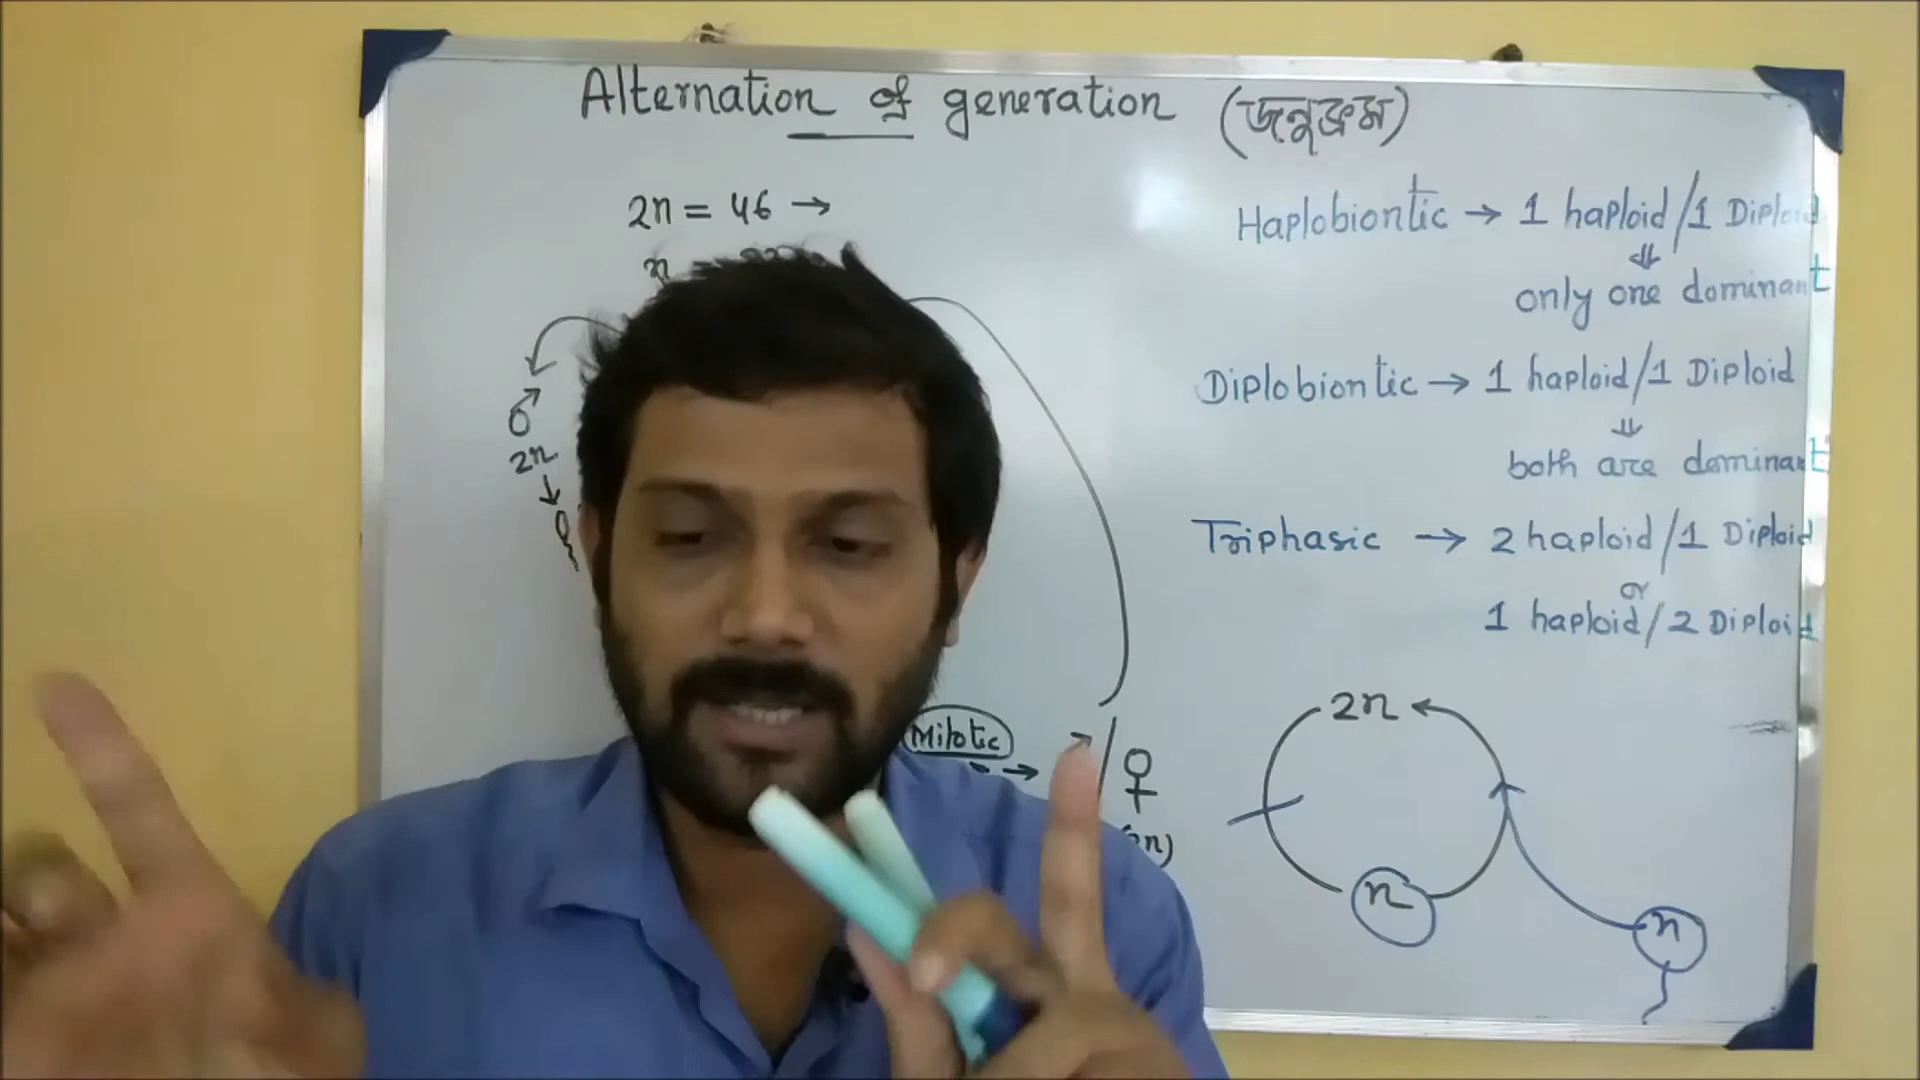 Alternation of generation (জনুক্রম)
2n = 46 →
n
♂
2n
Mitotic
♀
n)
Haplobiontic → 1 haploid/1 Diploid
only one dominant
Diplobiontic → 1 haploid/1 Diploid
both are dominant
Triphasic → 2 haploid/1 Diploid
or
1 haploid/2 Diploid
2n
n
n